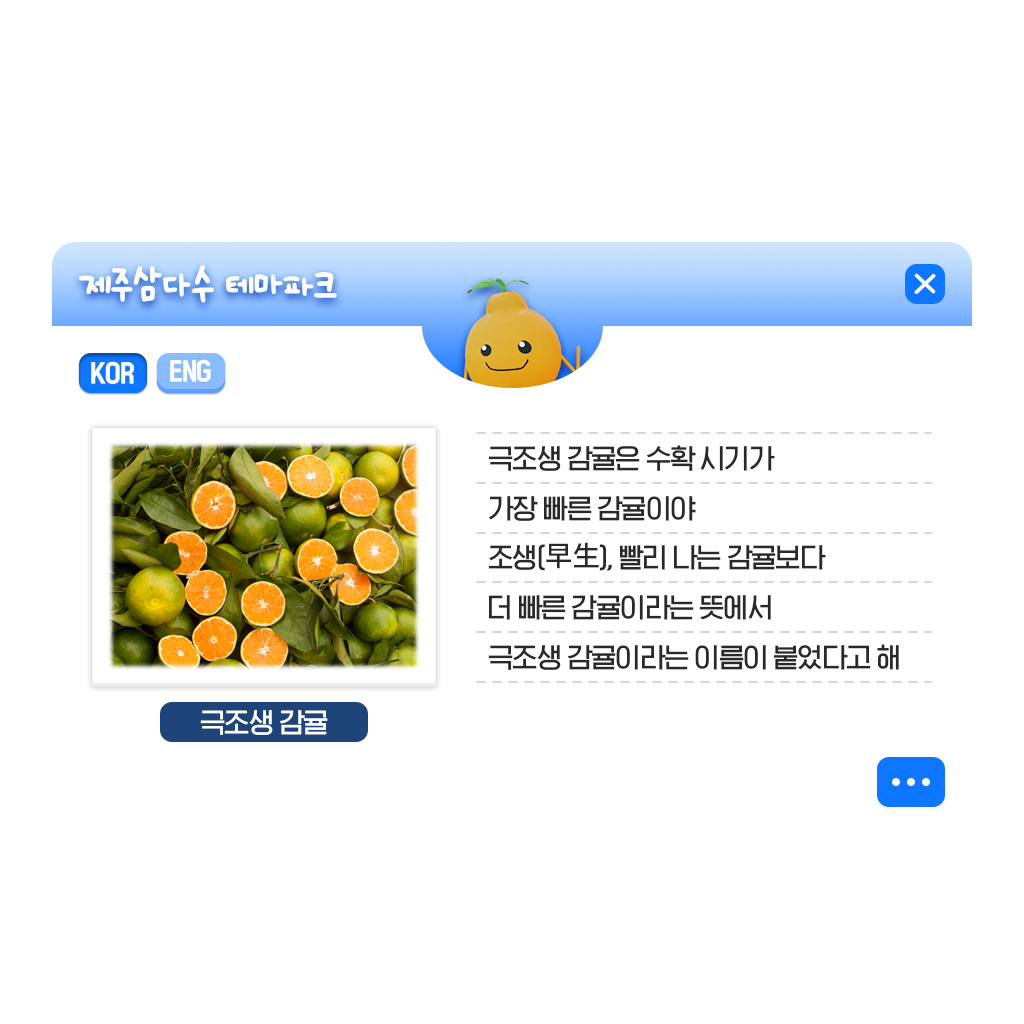 제주삼다수 테마파크
KOR ENG
극조생 감귤은 수확 시기가
가장 빠른 감귤이야
조생(早生), 빨리 나는 감귤보다
더 빠른 감귤이라는 뜻에서
극조생 감귤이라는 이름이 붙었다고 해
극조생 감귤